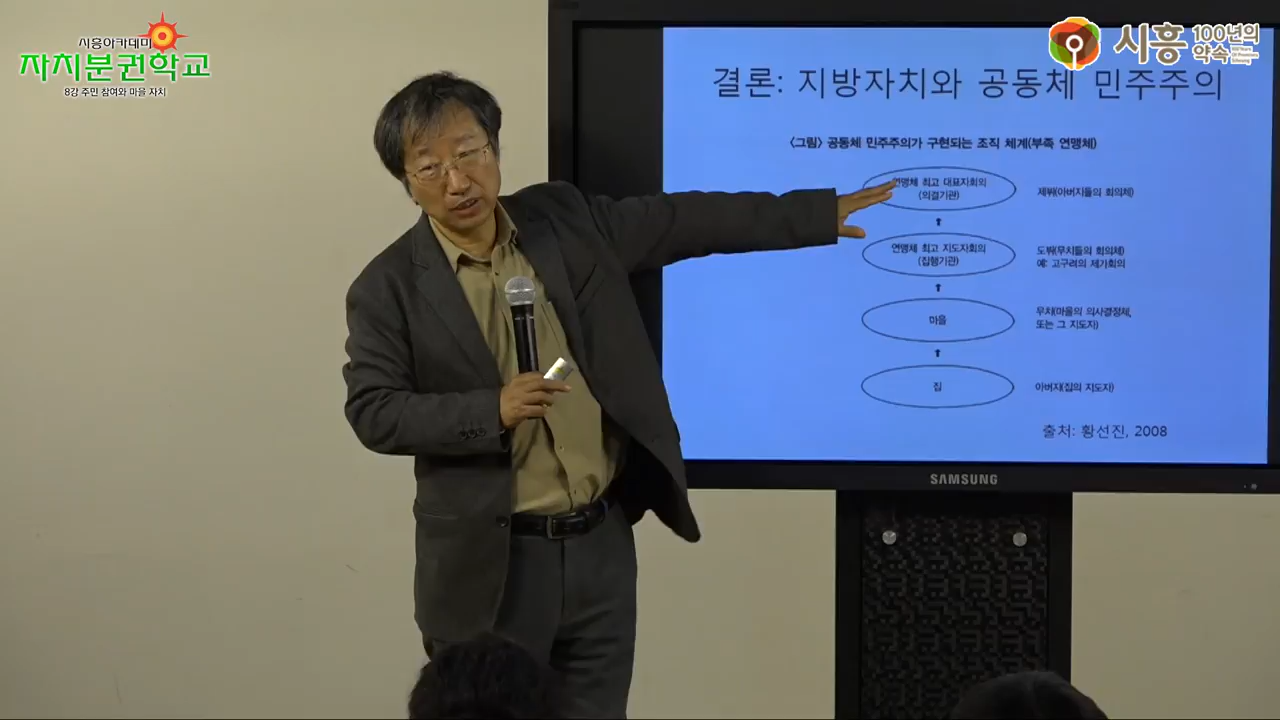 시흥아카데미
자치분권학교
8강 주민 참여와 마을 자치
시흥
100년의
약속
결론: 지방자치와 공동체 민주주의
<그림> 공동체 민주주의가 구현되는 조직 체계(부족 연맹체)
연맹체 최고 대표자회의
(의결기관)
제뷔(아버지들의 회의체)
연맹체 최고 지도자회의
(집행기관)
도뷔(무치들의 회의체)
예: 고구려의 제가회의
마을
무치(마을의 의사결정체,
또는 그 지도자)
집
아버지(집의 지도자)
출처: 황선진, 2008
SAMSUNG